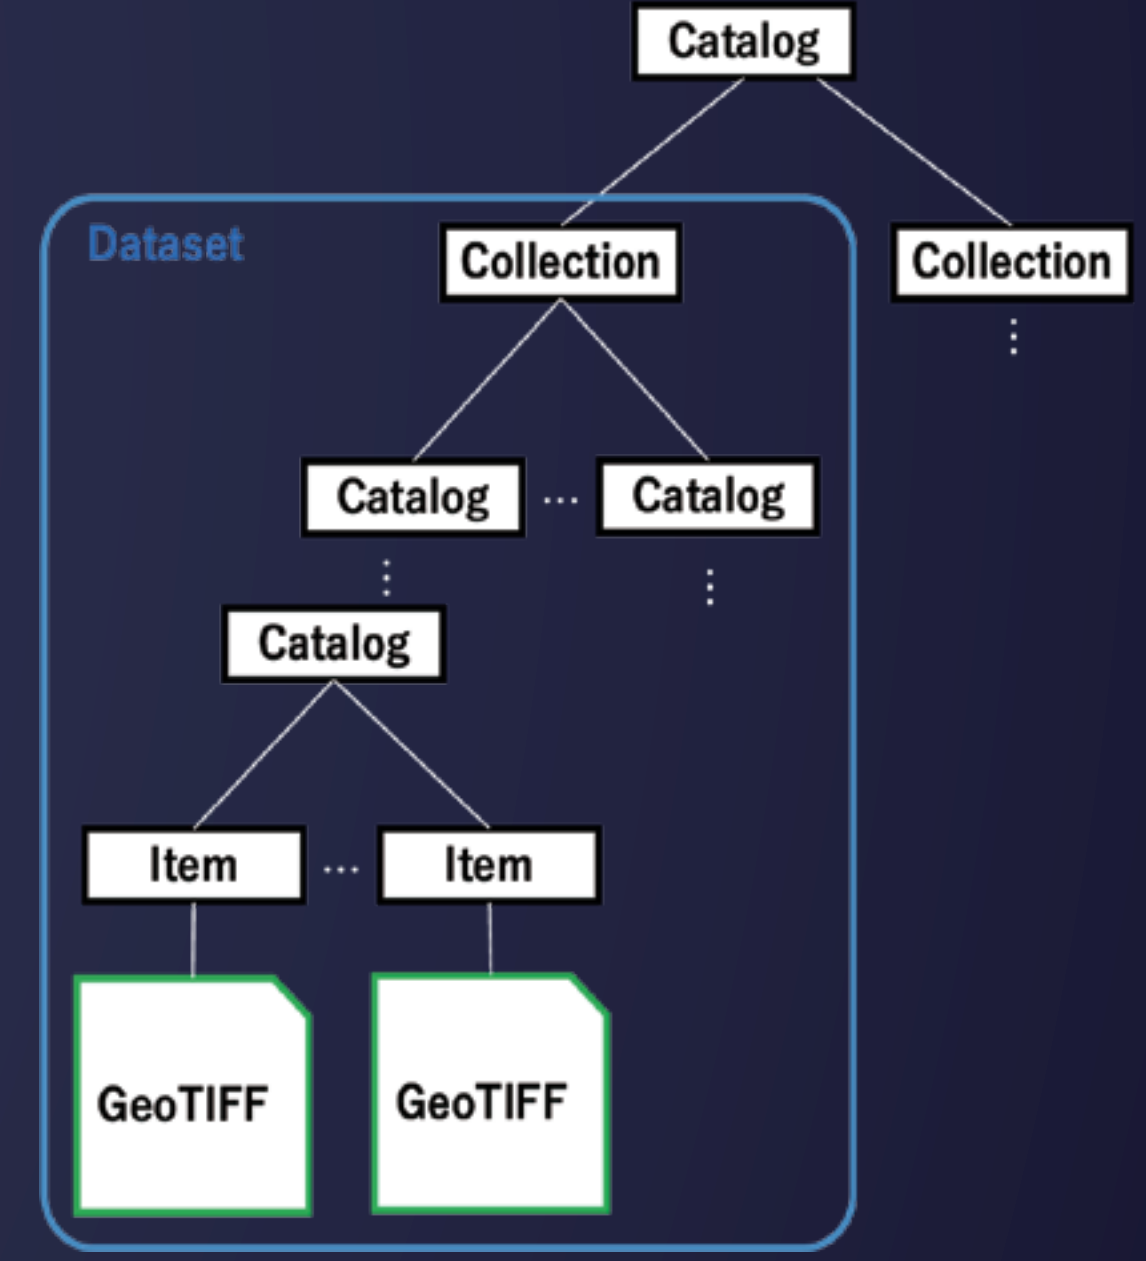 Catalog
Dataset
Collection
Collection
Catalog
...
Catalog
Catalog
Item
...
Item
GeoTIFF
GeoTIFF